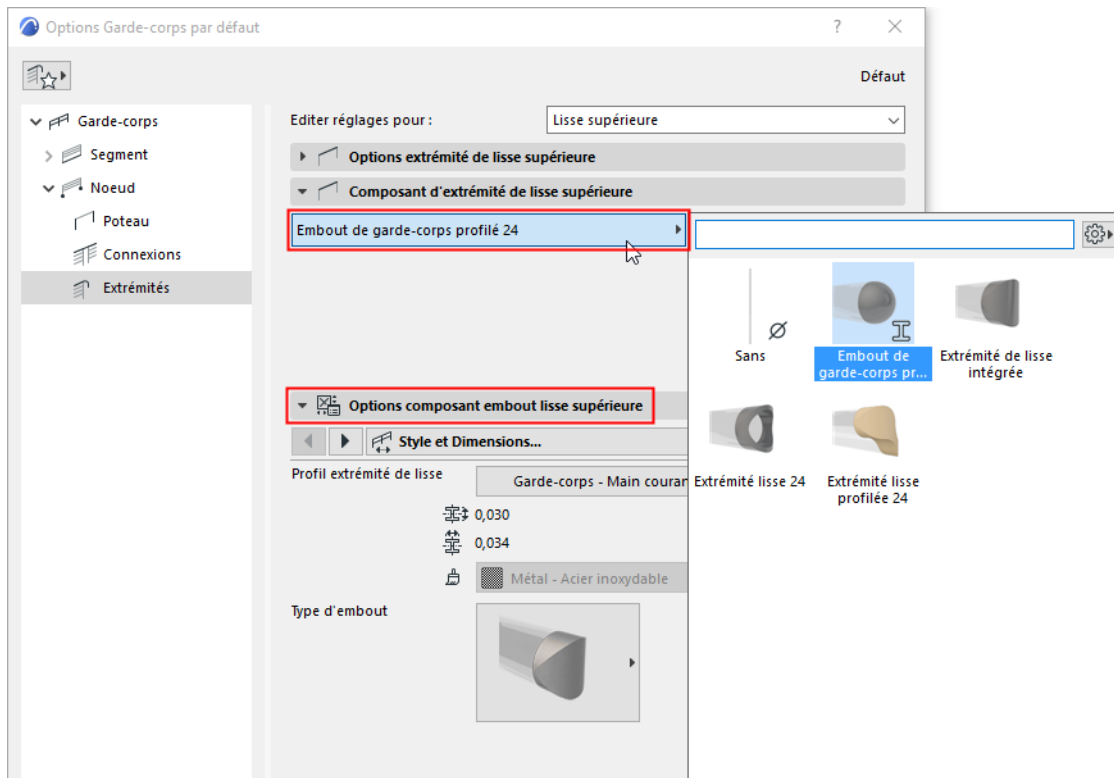 Options Garde-corps par défaut
?
Défaut
Garde-corps
Segment
Noeud
Poteau
Connexions
Extrémités
Editer réglages pour :
Lisse supérieure
Options extrémité de lisse supérieure
Composant d'extrémité de lisse supérieure
Embout de garde-corps profilé 24
Sans
Embout de
garde-corps pr...
Extrémité de lisse
intégrée
Extrémité lisse 24
Extrémité lisse
profilée 24
Options composant embout lisse supérieure
Style et Dimensions...
Profil extrémité de lisse
Garde-corps - Main couran
0,030
0,034
Métal - Acier inoxydable
Type d'embout